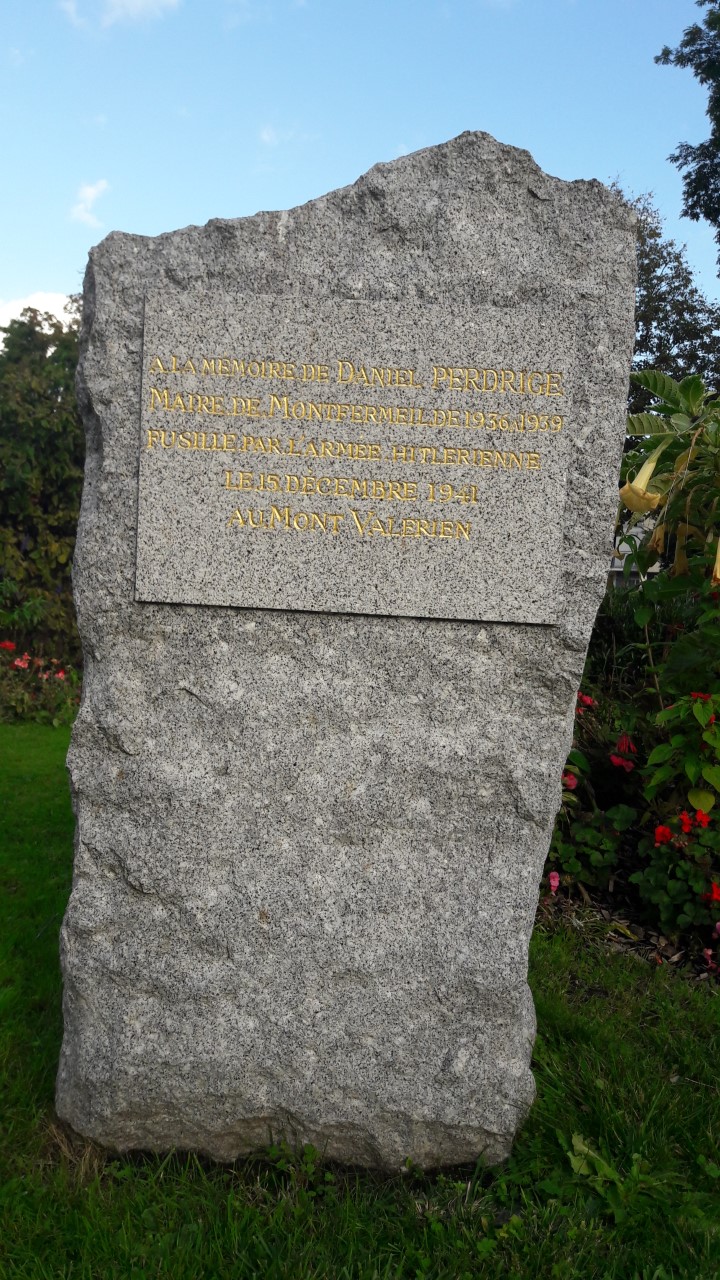 A LA MÉMOIRE DE DANIEL PERDRIGE
MAIRE DE MONTFERMEIL DE 1936 À 1939
FUSILLÉ PAR L'ARMÉE HITLÉRIENNE
LE 15 DÉCEMBRE 1941
AU MONT VALÉRIEN